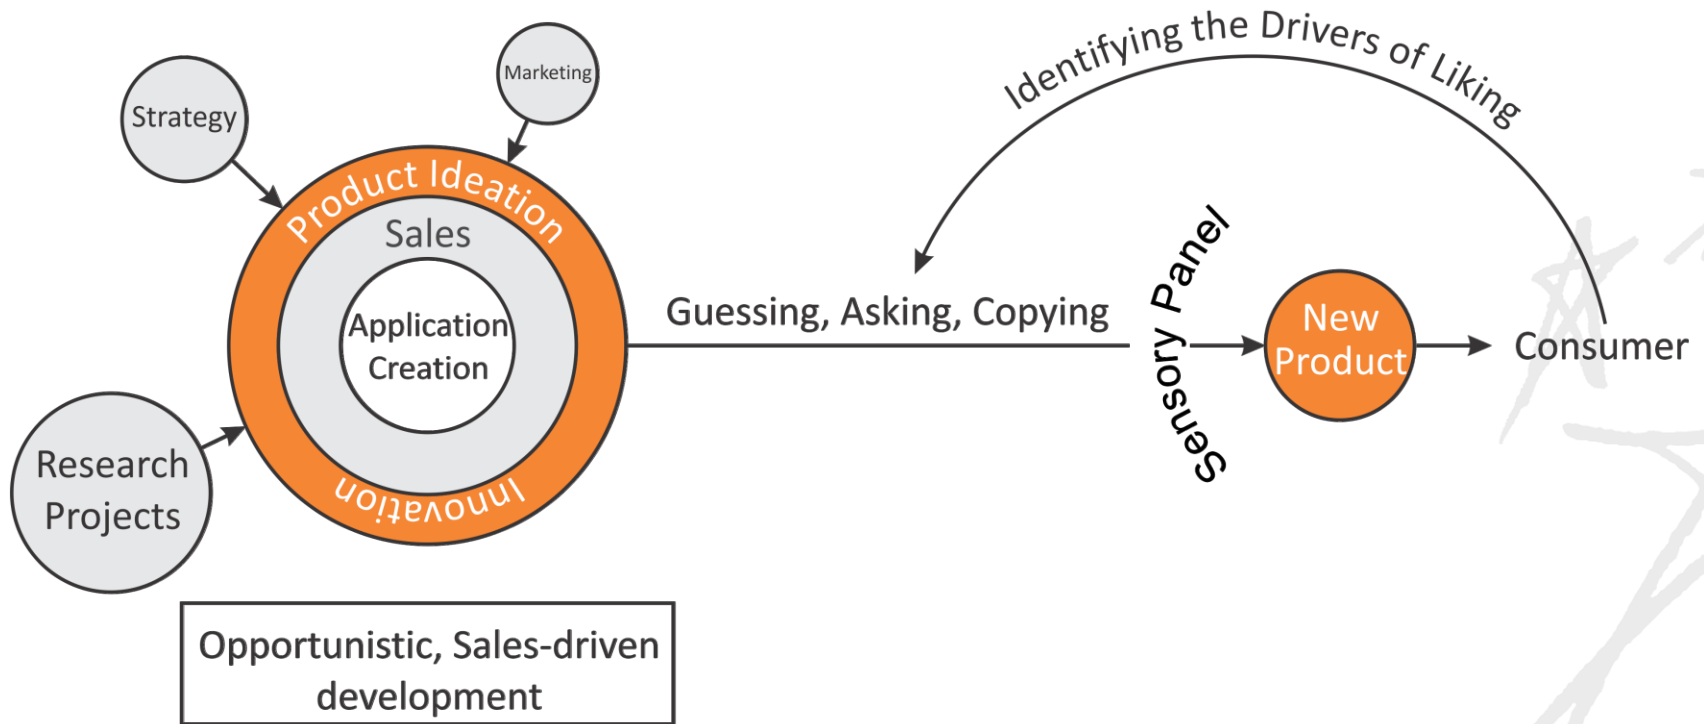 Marketing
Strategy
Product Ideation
Sales
Application
Creation
Innovation
Research
Projects
Opportunistic, Sales-driven
development
Identifying the Drivers of Liking
Guessing, Asking, Copying
Sensory Panel
New
Product
Consumer